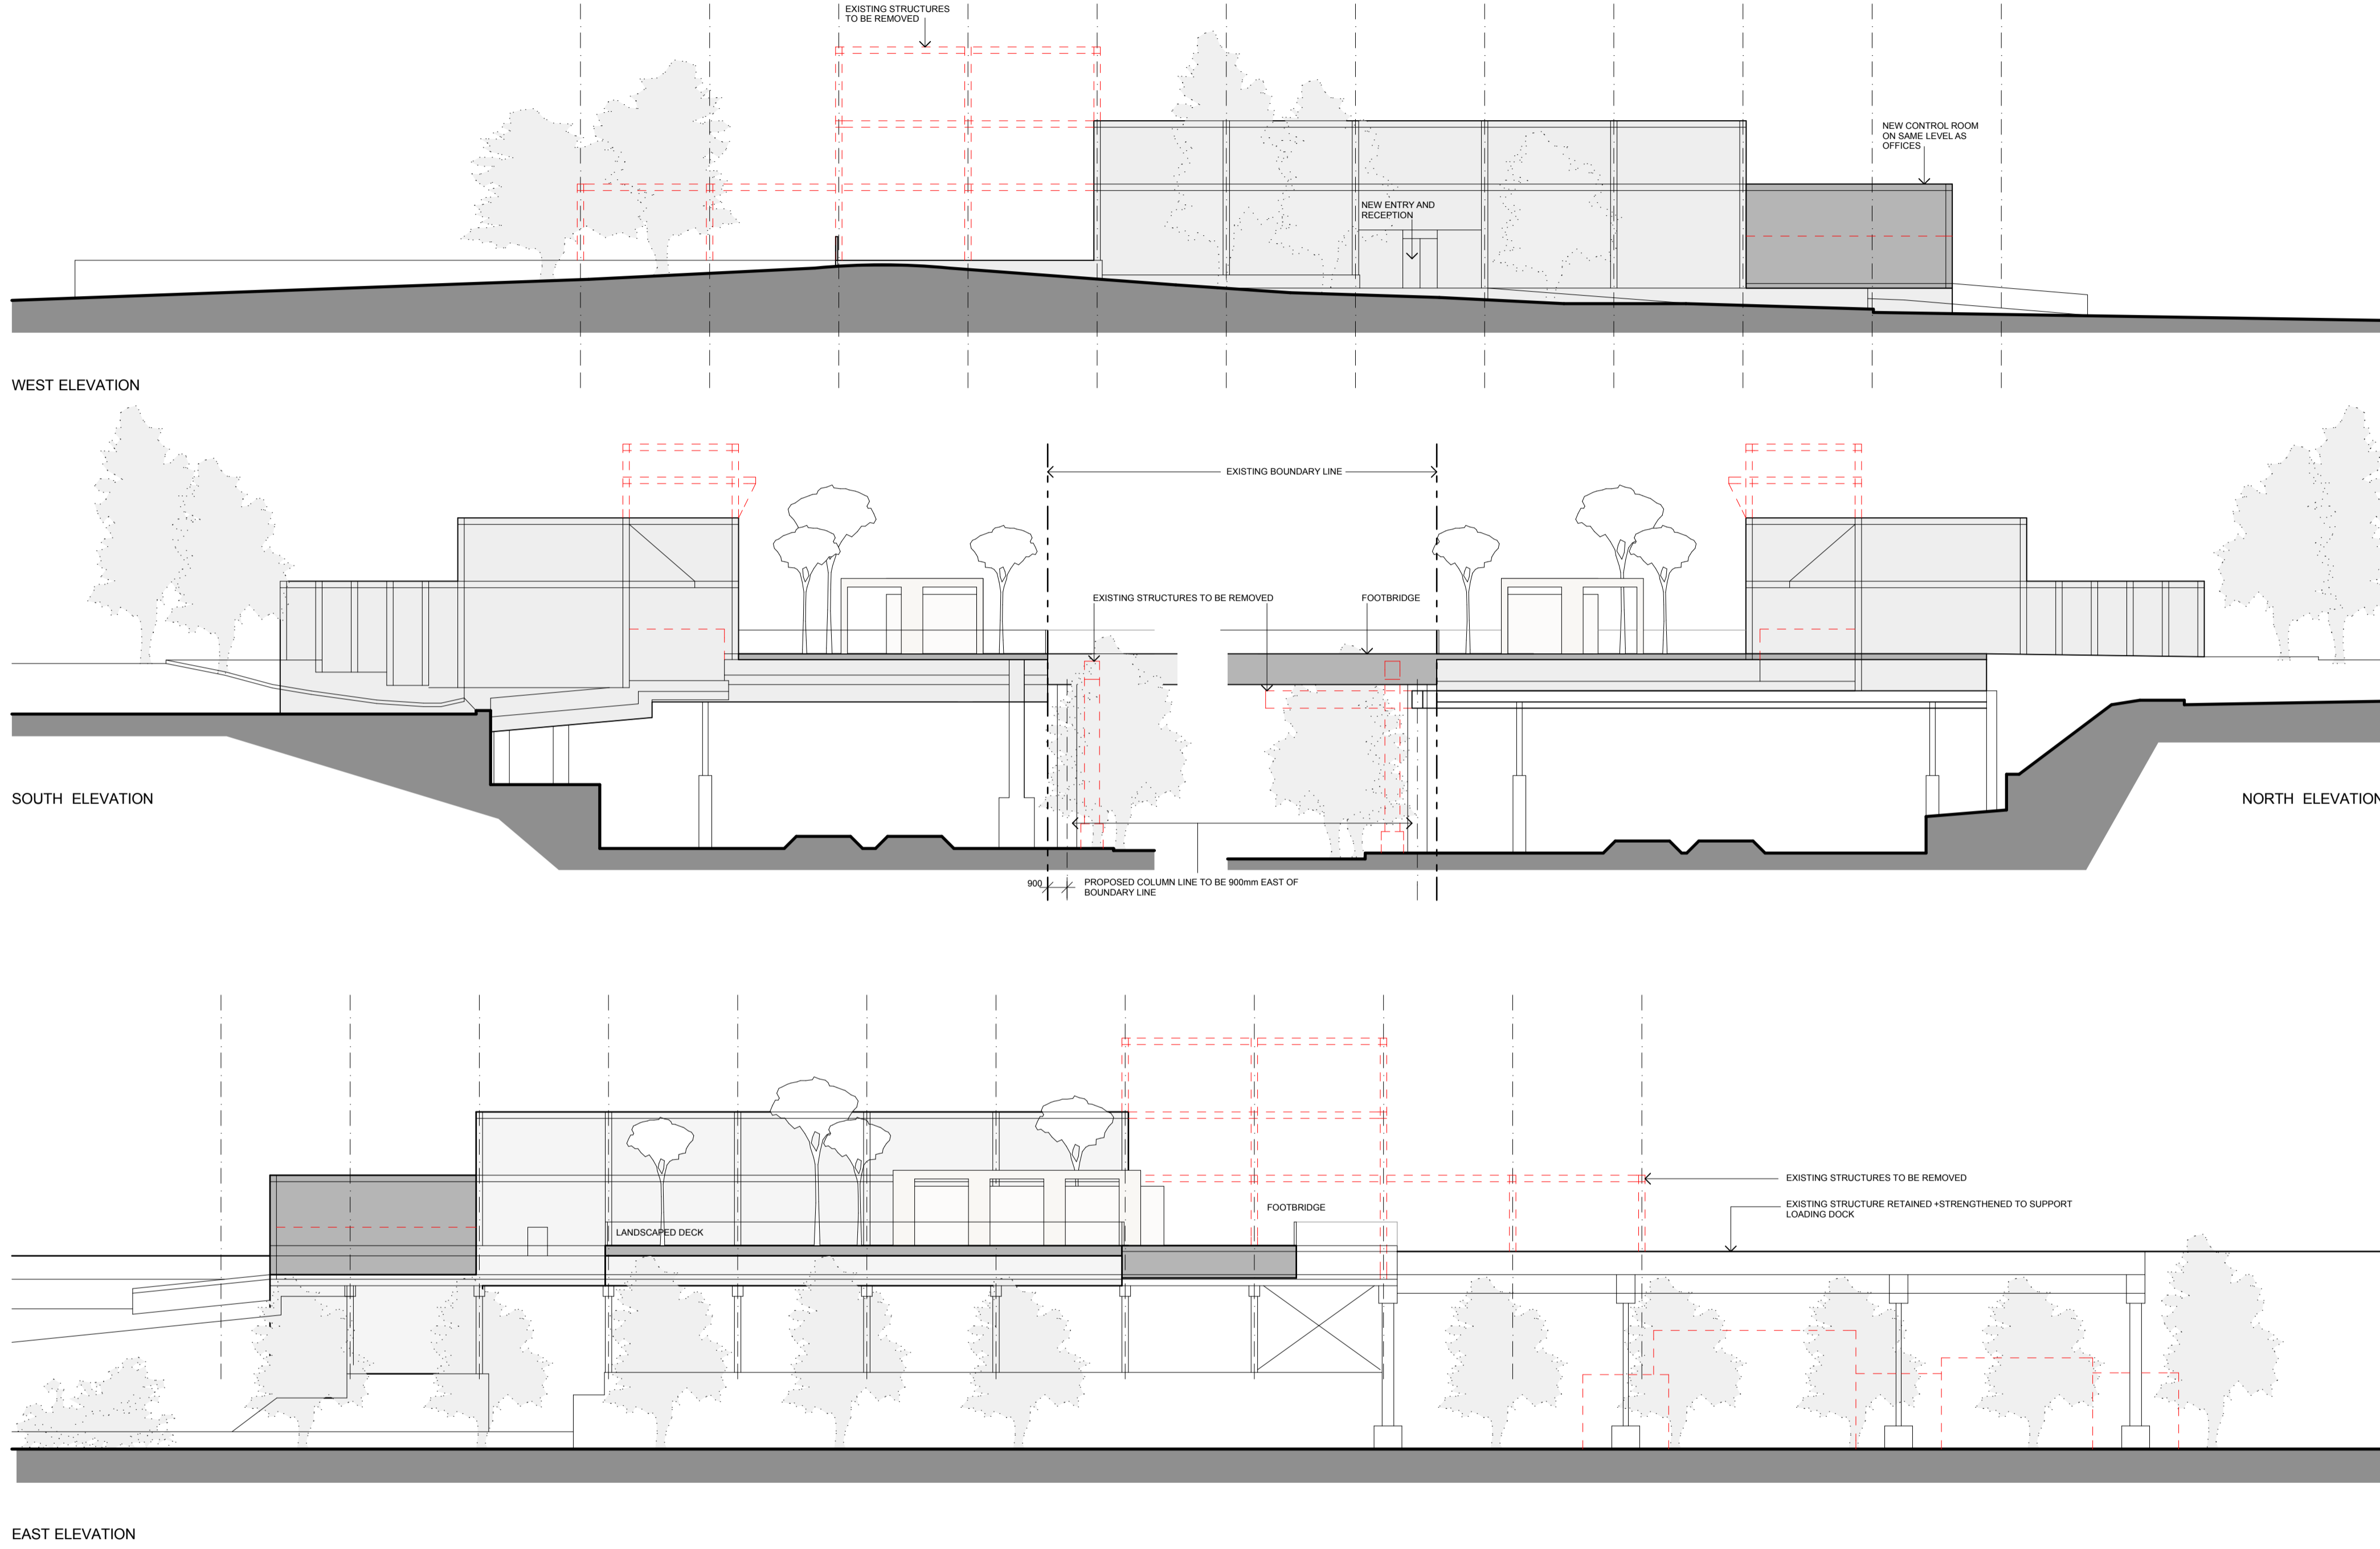 EXISTING STRUCTURES
TO BE REMOVED
NEW CONTROL ROOM
ON SAME LEVEL AS
OFFICES
NEW ENTRY AND
RECEPTION
WEST ELEVATION
EXISTING BOUNDARY LINE
EXISTING STRUCTURES TO BE REMOVED
FOOTBRIDGE
SOUTH ELEVATION
NORTH ELEVATION
900
PROPOSED COLUMN LINE TO BE 900mm EAST OF
BOUNDARY LINE
EXISTING STRUCTURES TO BE REMOVED
EXISTING STRUCTURE RETAINED +STRENGTHENED TO SUPPORT
LOADING DOCK
FOOTBRIDGE
LANDSCAPED DECK
EAST ELEVATION